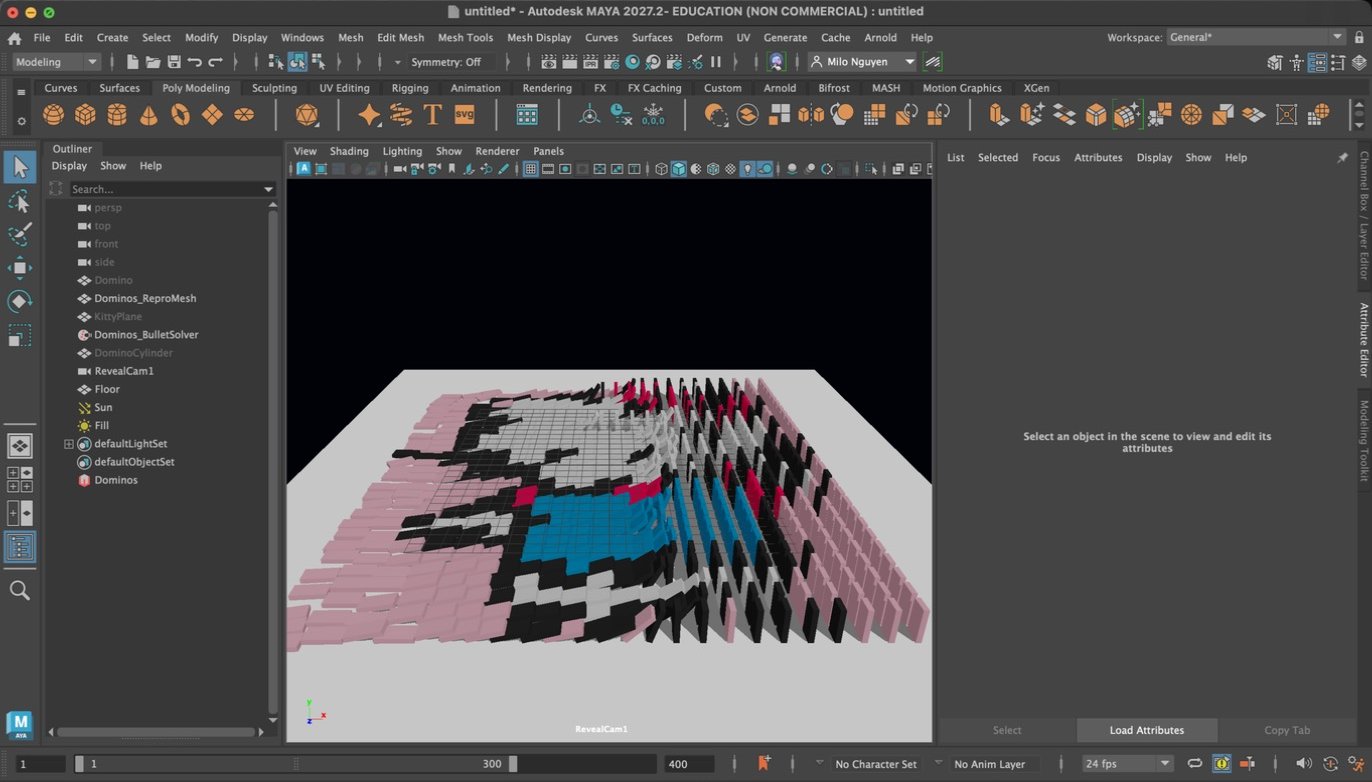 untitled* - Autodesk MAYA 2027.2- EDUCATION (NON COMMERCIAL) : untitled
File Edit Create Select Modify Display Windows Mesh Edit Mesh Mesh Tools Mesh Display Curves Surfaces Deform UV Generate Cache Arnold Help
Workspace: General*
Modeling
Symmetry: Off
Milo Nguyen
Curves Surfaces Poly Modeling Sculpting UV Editing Rigging Animation Rendering FX FX Caching Custom Arnold Bifrost MASH Motion Graphics XGen
T SVG 0,0,0
Outliner
Display Show Help
Search...
persp
top
front
side
Domino
Dominos_ReproMesh
KittyPlane
Dominos_BulletSolver
DominoCylinder
RevealCam1
Floor
Sun
Fill
defaultLightSet
defaultObjectSet
Dominos
View Shading Lighting Show Renderer Panels
y
x
z
RevealCam1
List Selected Focus Attributes Display Show Help
Select an object in the scene to view and edit its
attributes
Select Load Attributes Copy Tab
Channel Box / Layer Editor
Attribute Editor
Modeling Toolkit
M
AYA
1 1 300 400 No Character Set No Anim Layer 24 fps